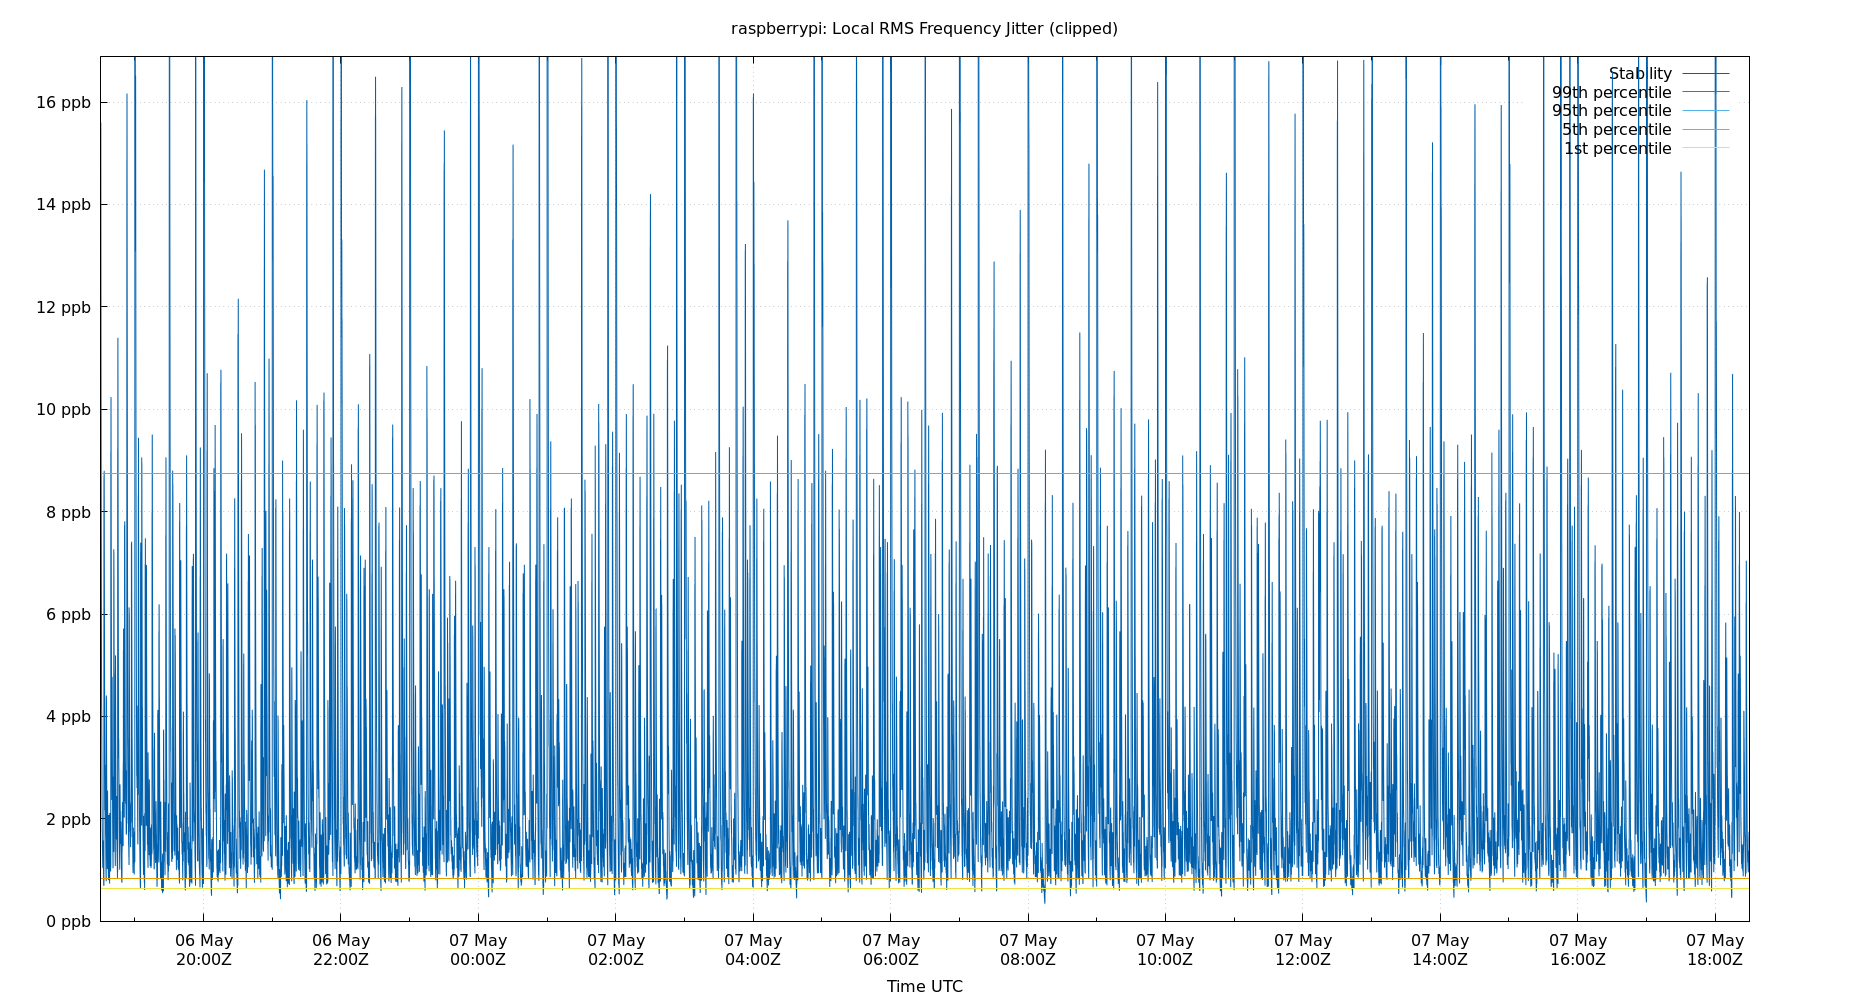 raspberrypi: Local RMS Frequency Jitter (clipped)
Stability
99th percentile
95th percentile
5th percentile
1st percentile
16 ppb
14 ppb
12 ppb
10 ppb
8 ppb
6 ppb
4 ppb
2 ppb
0 ppb
06 May 06 May 07 May 07 May 07 May 07 May 07 May 07 May 07 May 07 May 07 May 07 May
20:00Z 22:00Z 00:00Z 02:00Z 04:00Z 06:00Z 08:00Z 10:00Z 12:00Z 14:00Z 16:00Z 18:00Z
Time UTC